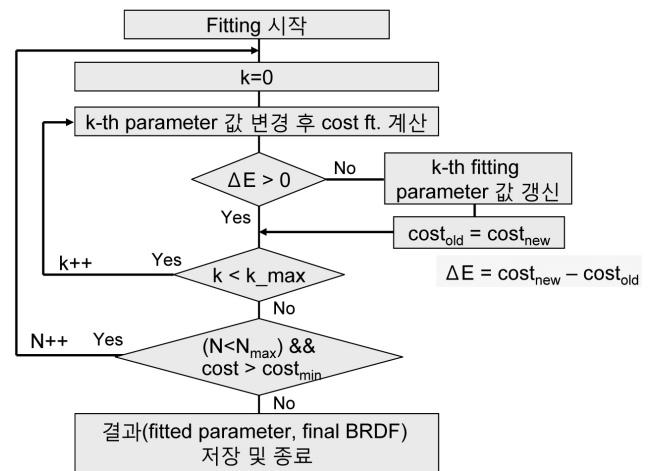 Fitting 시작
k=0
k-th parameter 값 변경 후 cost ft. 계산
ΔE > 0
No
k-th fitting
parameter 값 갱신
Yes
cost_old = cost_new
ΔE = cost_new – cost_old
k++
Yes
k < k_max
No
N++
Yes
(N<N_max) &&
cost > cost_min
No
결과(fitted parameter, final BRDF)
저장 및 종료